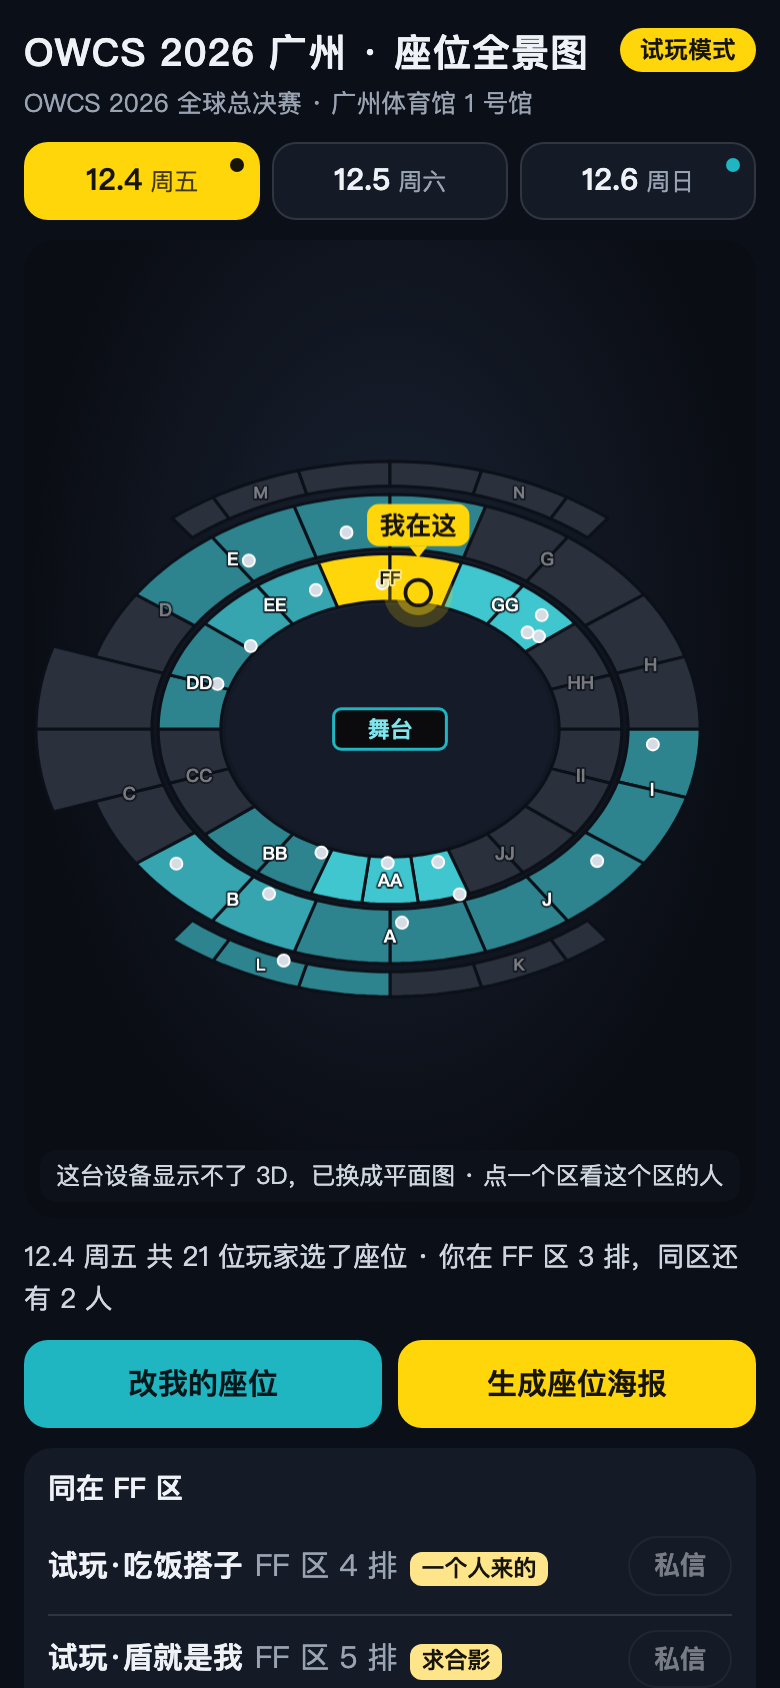 OWCS 2026 广州 · 座位全景图
试玩模式
OWCS 2026 全球总决赛 · 广州体育馆 1 号馆
12.4 周五
12.5 周六
12.6 周日
M
N
我在这
E
G
FF
EE
GG
D
H
DD
HH
舞台
CC
II
I
C
BB
JJ
AA
B
J
A
L
K
这台设备显示不了 3D，已换成平面图 · 点一个区看这个区的人
12.4 周五 共 21 位玩家选了座位 · 你在 FF 区 3 排，同区还
有 2 人
改我的座位
生成座位海报
同在 FF 区
试玩·吃饭搭子 FF 区 4 排 一个人来的 私信
试玩·盾就是我 FF 区 5 排 求合影 私信